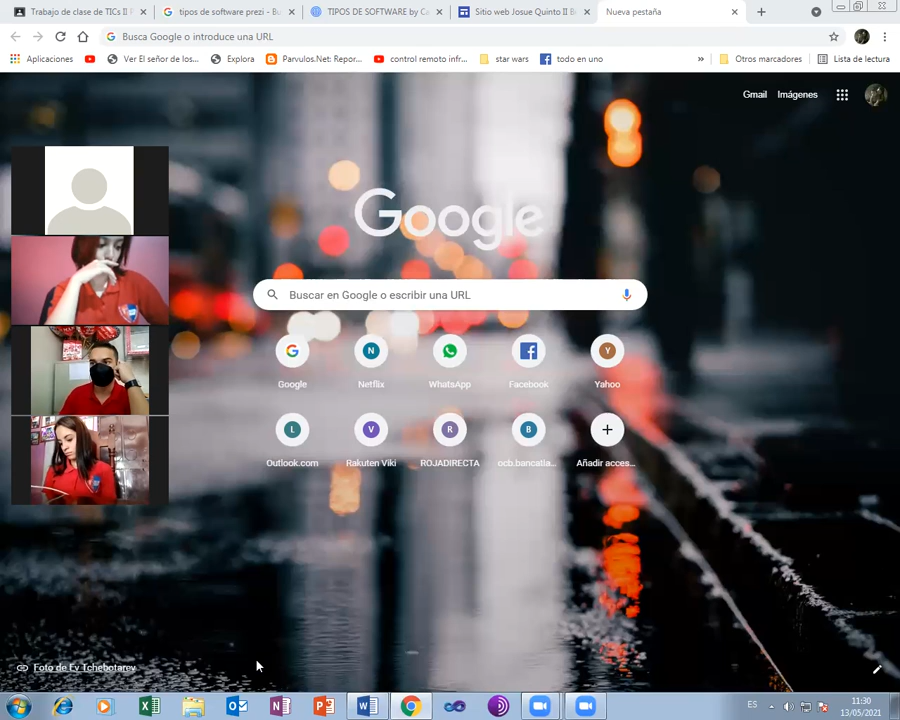 Trabajo de clase de TICs II P
tipos de software prezi - Bu
TIPOS DE SOFTWARE by Ca
Sitio web Josue Quinto II B
Nueva pestaña
Busca Google o introduce una URL
Aplicaciones
Ver El señor de los...
Explora
Parvulos.Net: Repor...
control remoto infr...
star wars
todo en uno
»
Otros marcadores
Lista de lectura
Gmail
Imágenes
Google
Buscar en Google o escribir una URL
Google
N
Netflix
WhatsApp
Facebook
Y
Yahoo
L
Outlook.com
V
Rakuten Viki
R
ROJADIRECTA
B
ocb.bancatla...
Añadir acces...
Foto de Ev Tchebotarev
ES
11:30
13/05/2021